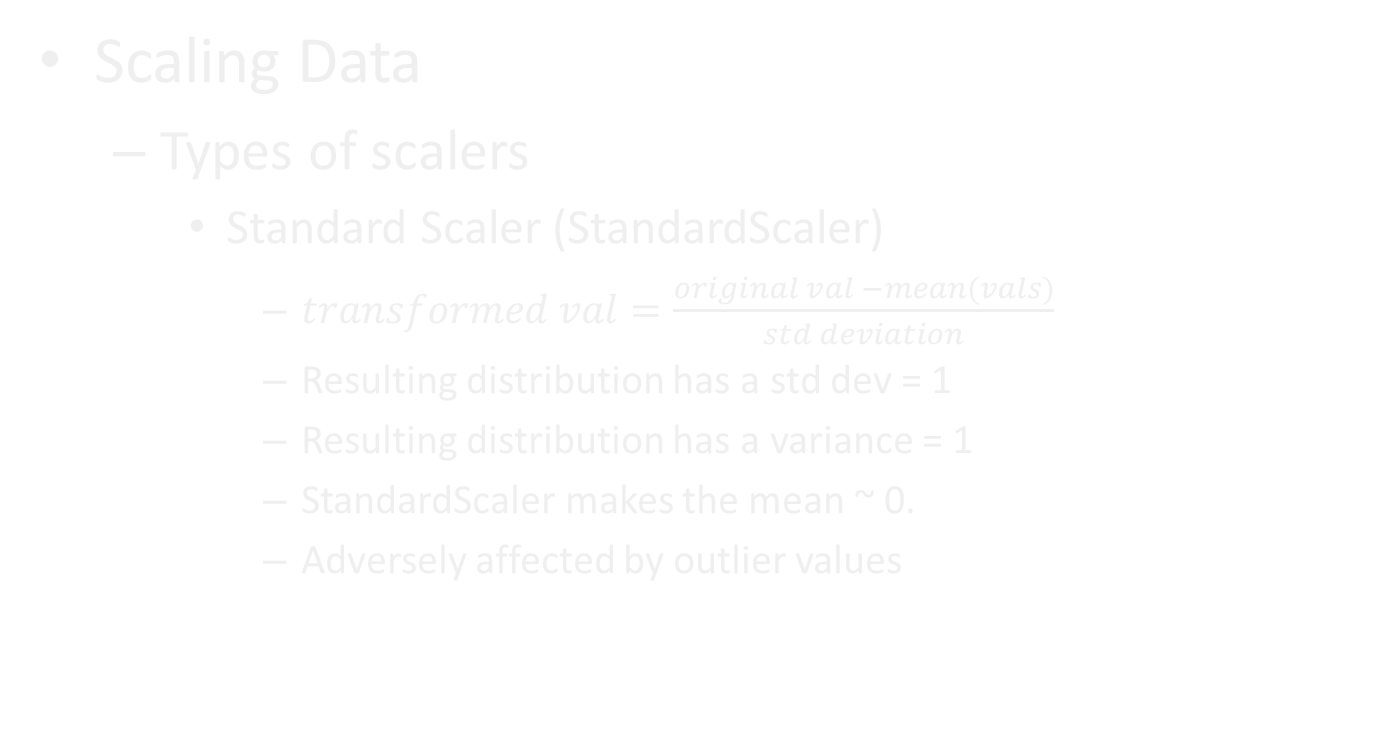 • Scaling Data
– Types of scalers
• Standard Scaler (StandardScaler)
– transformed val = \frac{original val −mean(vals)}{std deviation}
– Resulting distribution has a std dev = 1
– Resulting distribution has a variance = 1
– StandardScaler makes the mean ~ 0.
– Adversely affected by outlier values